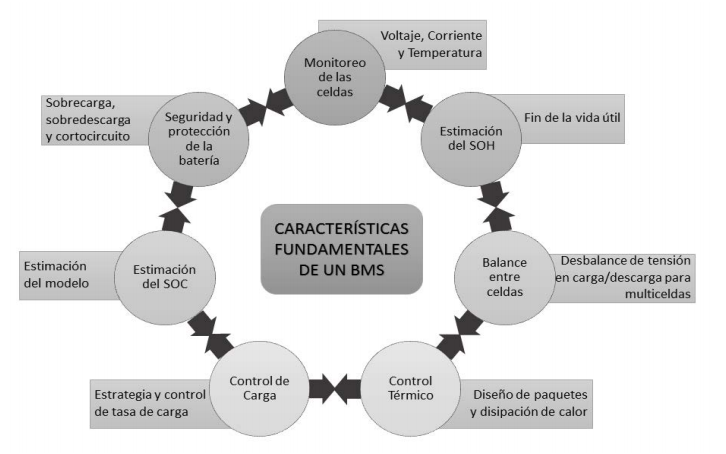 Voltaje, Corriente
y Temperatura
Monitoreo
de las
celdas
Sobrecarga,
sobredescarga
y cortocircuito
Seguridad y
protección
de la
batería
Estimación
del SOH
Fin de la vida útil
CARACTERÍSTICAS
FUNDAMENTALES
DE UN BMS
Estimación
del modelo
Estimación
del SOC
Balance
entre
celdas
Desbalance de tensión
en carga/descarga para
multiceldas
Estrategia y control
de tasa de carga
Control de
Carga
Control
Térmico
Diseño de paquetes
y disipación de calor